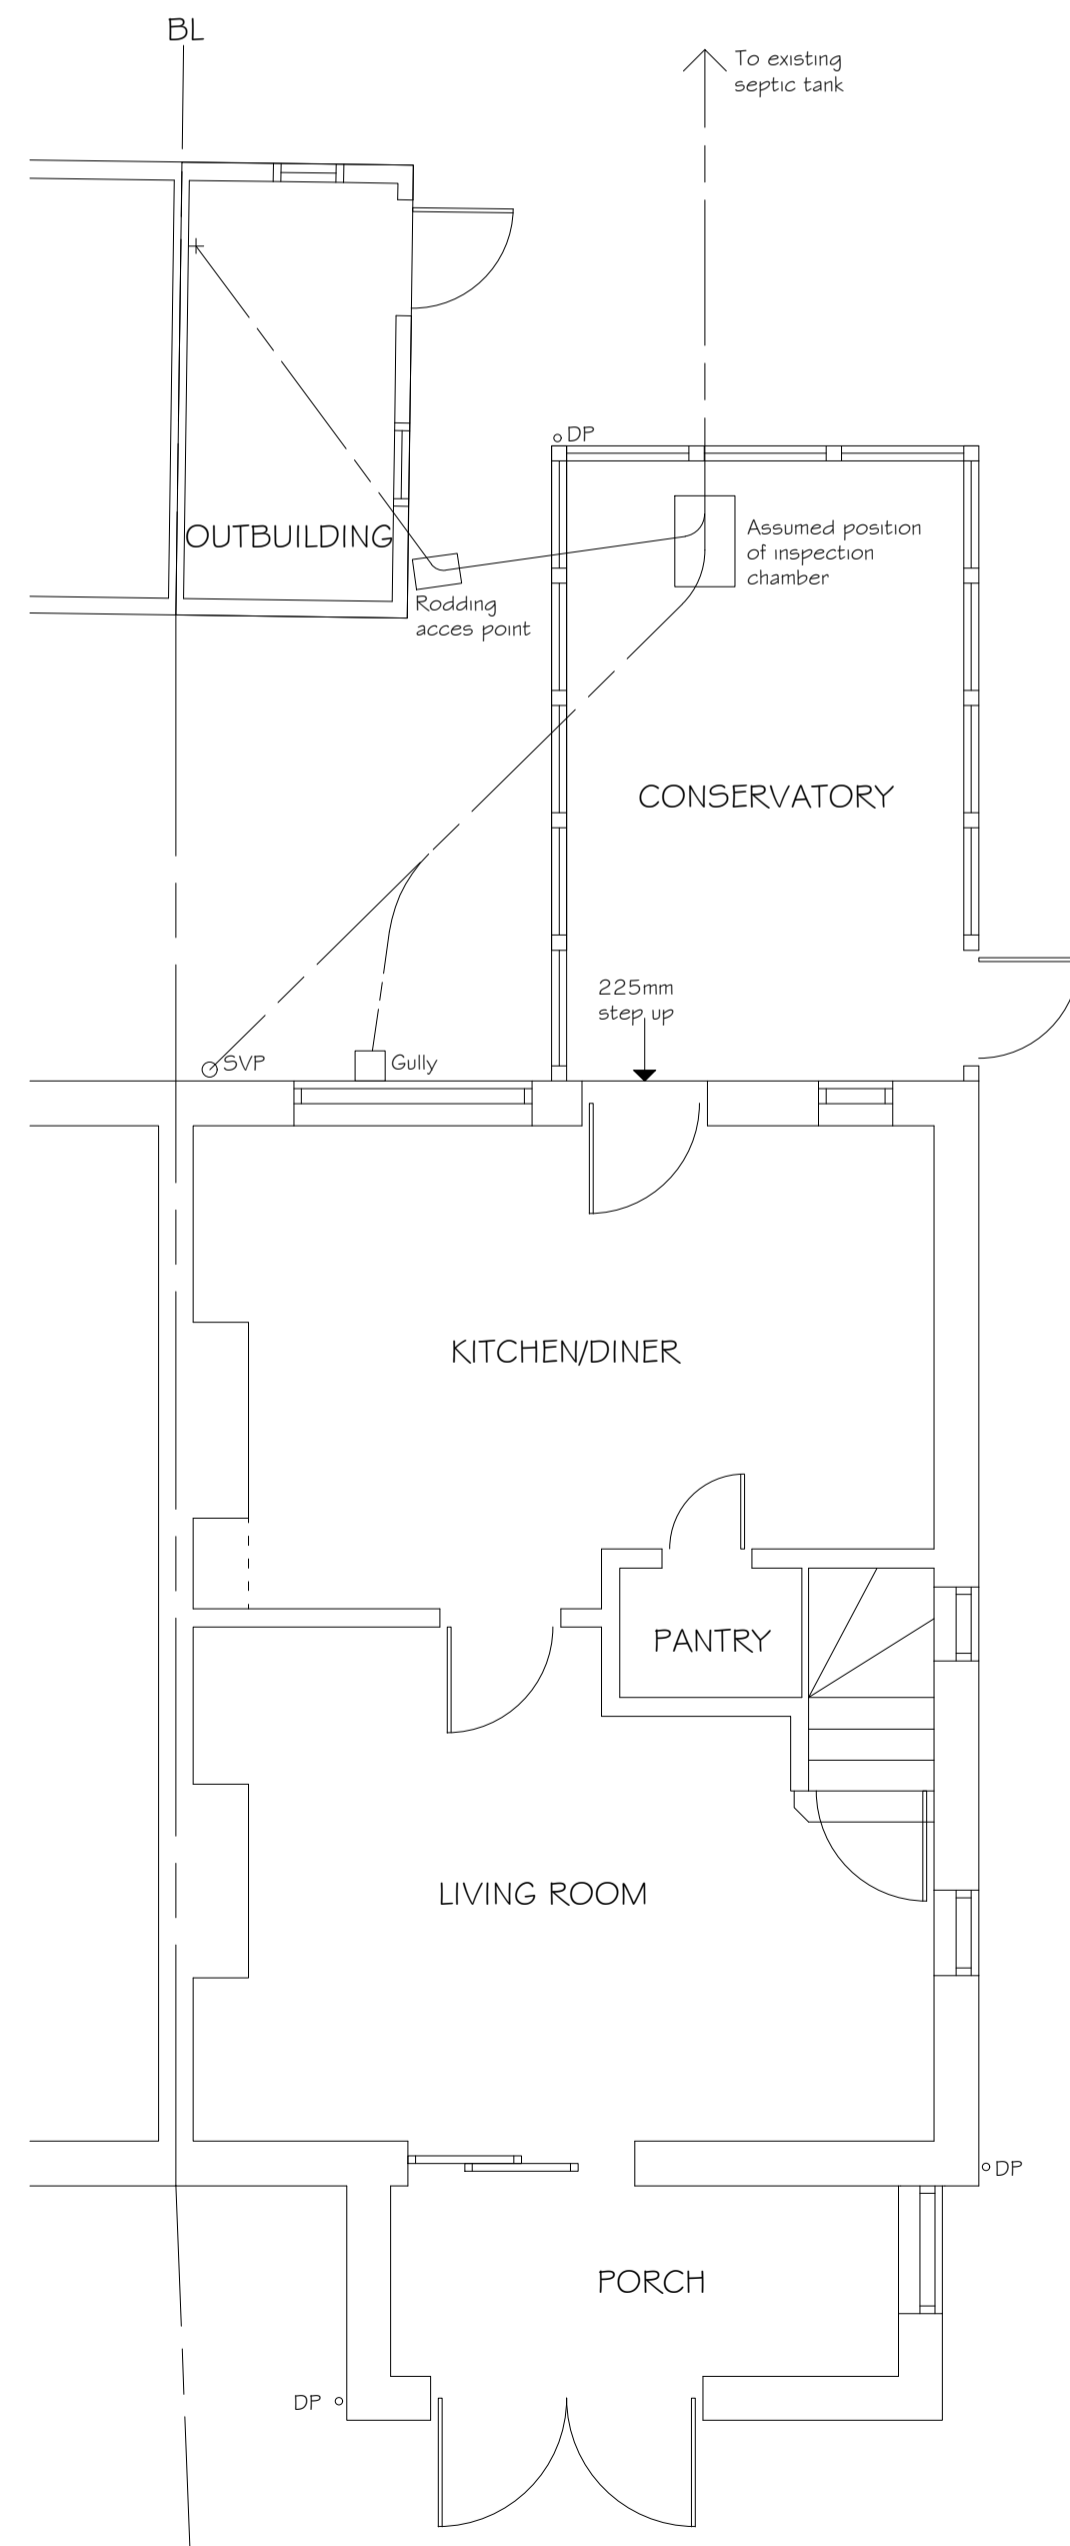 BL
To existing
septic tank
DP
OUTBUILDING
Assumed position
of inspection
chamber
Rodding
acces point
CONSERVATORY
225mm
step up
SVP
Gully
KITCHEN/DINER
PANTRY
LIVING ROOM
DP
PORCH
DP